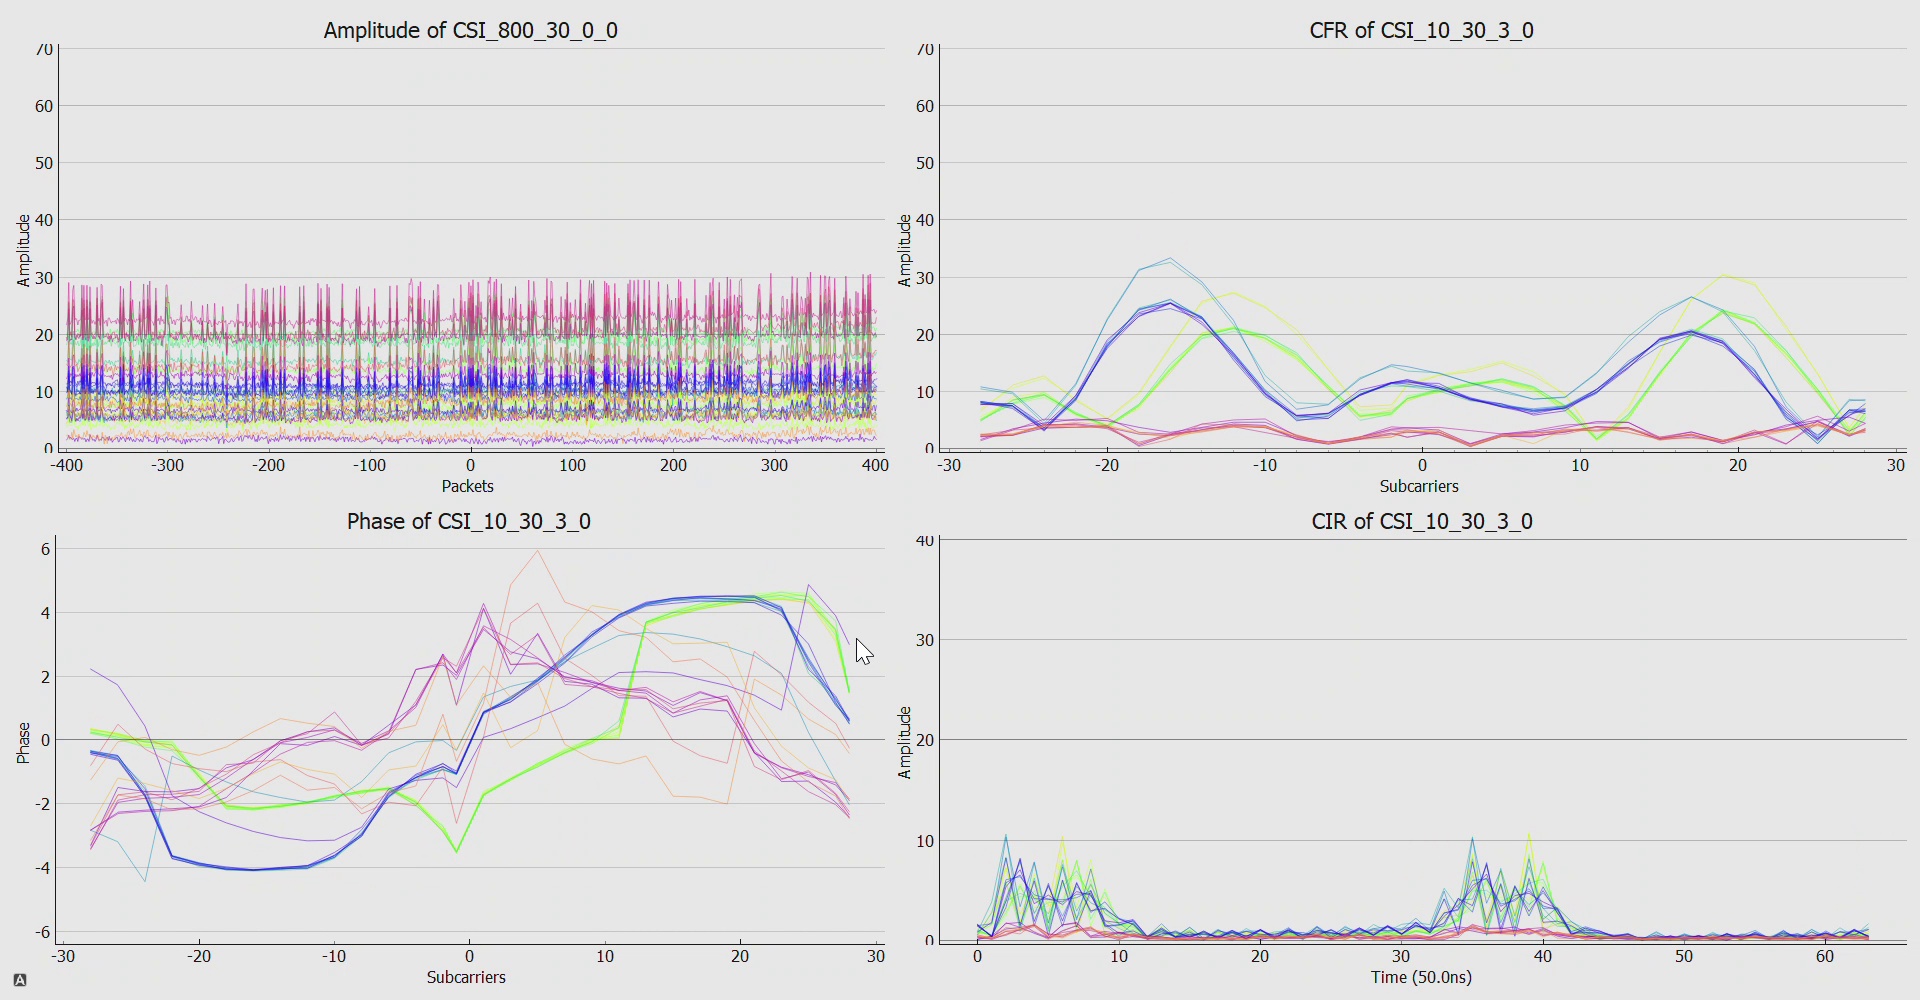 Amplitude of CSI_800_30_0_0
70
60
50
40
30
20
10
0
Amplitude
-400 -300 -200 -100 0 100 200 300 400
Packets
CFR of CSI_10_30_3_0
70
60
50
40
30
20
10
0
Amplitude
-30 -20 -10 0 10 20 30
Subcarriers
Phase of CSI_10_30_3_0
6
4
2
0
-2
-4
-6
Phase
-30 -20 -10 0 10 20 30
Subcarriers
A
CIR of CSI_10_30_3_0
40
30
20
10
0
Amplitude
0 10 20 30 40 50 60
Time (50.0ns)